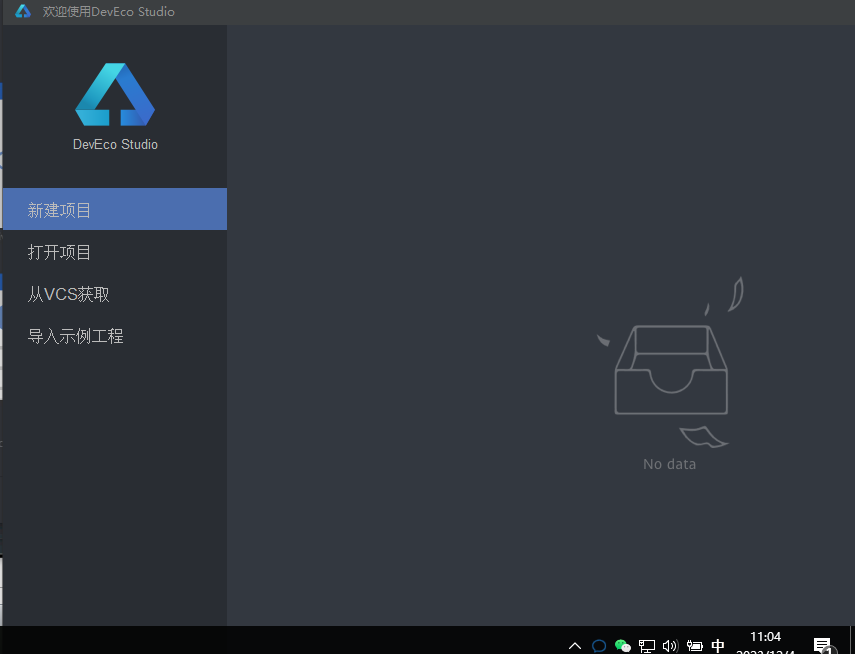 欢迎使用DevEco Studio
DevEco Studio
新建项目
打开项目
从VCS获取
导入示例工程
No data
中
11:04
1